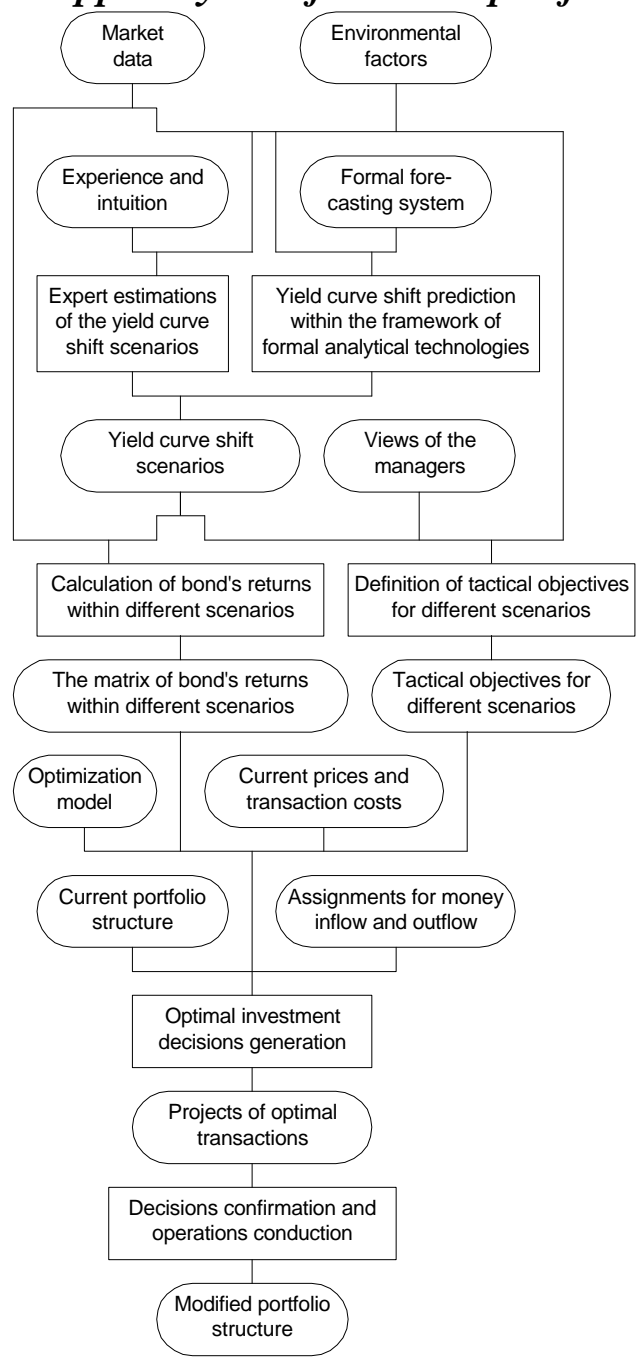 Market
data
Environmental
factors
Experience and
intuition
Formal fore-
casting system
Expert estimations
of the yield curve
shift scenarios
Yield curve shift prediction
within the framework of
formal analytical technologies
Yield curve shift
scenarios
Views of the
managers
Calculation of bond's returns
within different scenarios
Definition of tactical objectives
for different scenarios
The matrix of bond's returns
within different scenarios
Tactical objectives for
different scenarios
Optimization
model
Current prices and
transaction costs
Current portfolio
structure
Assignments for money
inflow and outflow
Optimal investment
decisions generation
Projects of optimal
transactions
Decisions confirmation and
operations conduction
Modified portfolio
structure